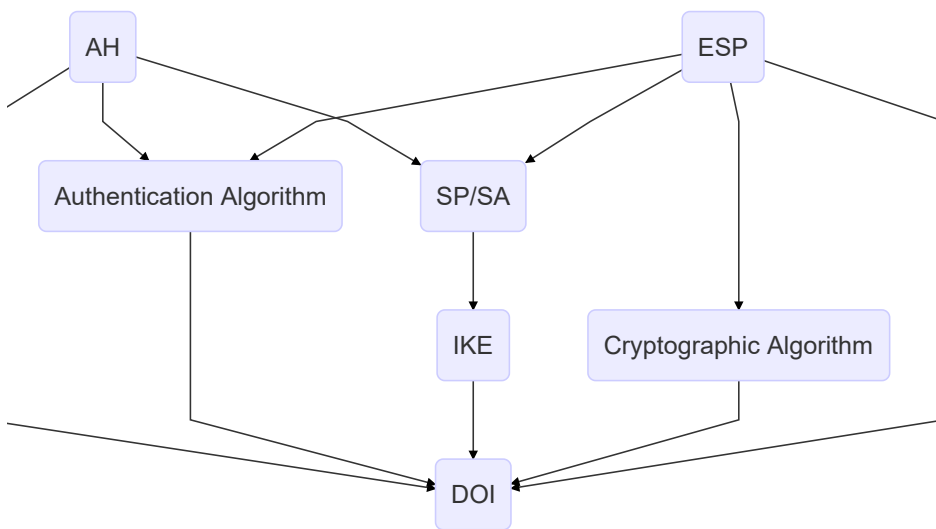 AH
ESP
Authentication Algorithm
SP/SA
IKE
Cryptographic Algorithm
DOI